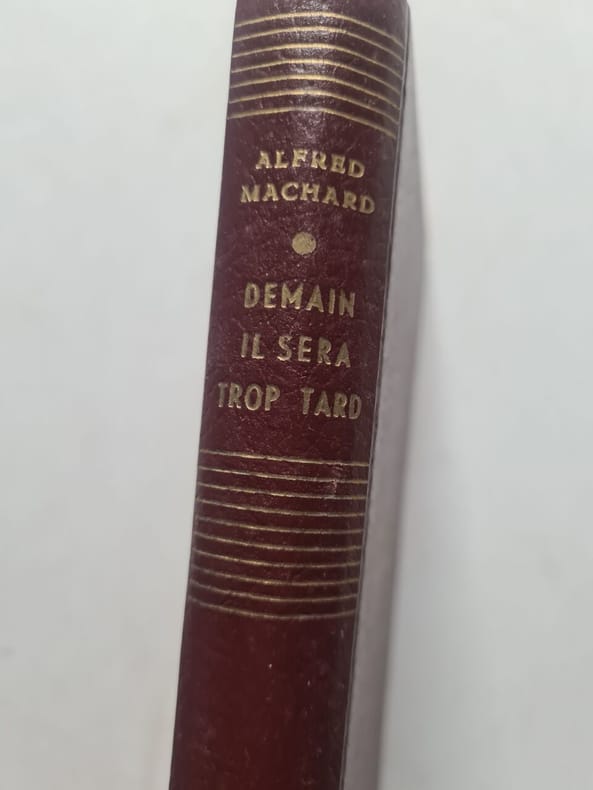 ALFRED
MACHARD
DEMAIN
IL SERA
TROP TARD